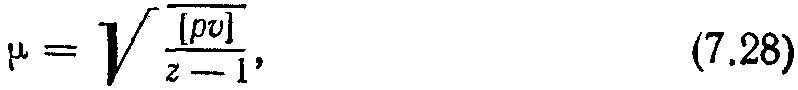 μ = √[pv]/z — 1, (7.28)